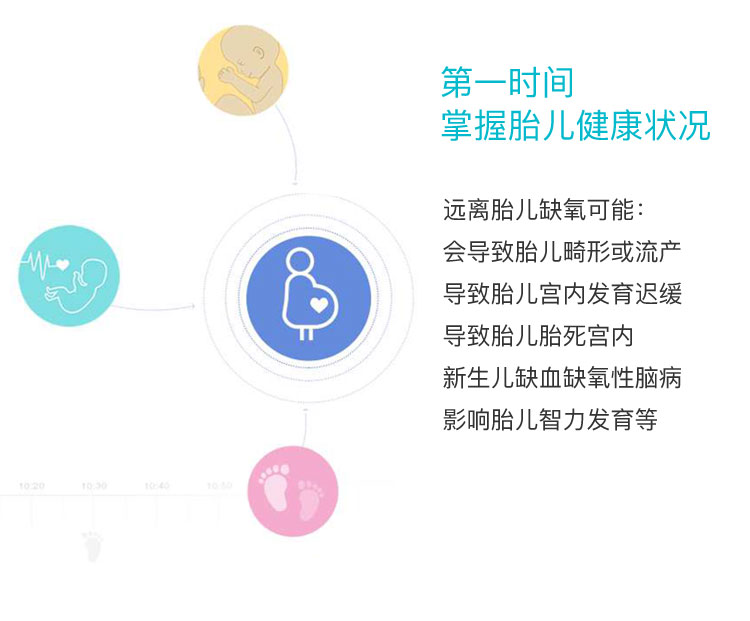 第一时间
掌握胎儿健康状况
远离胎儿缺氧可能：
会导致胎儿畸形或流产
导致胎儿宫内发育迟缓
导致胎儿胎死宫内
新生儿缺血缺氧性脑病
影响胎儿智力发育等
10:20 10:30 10:40 10:50